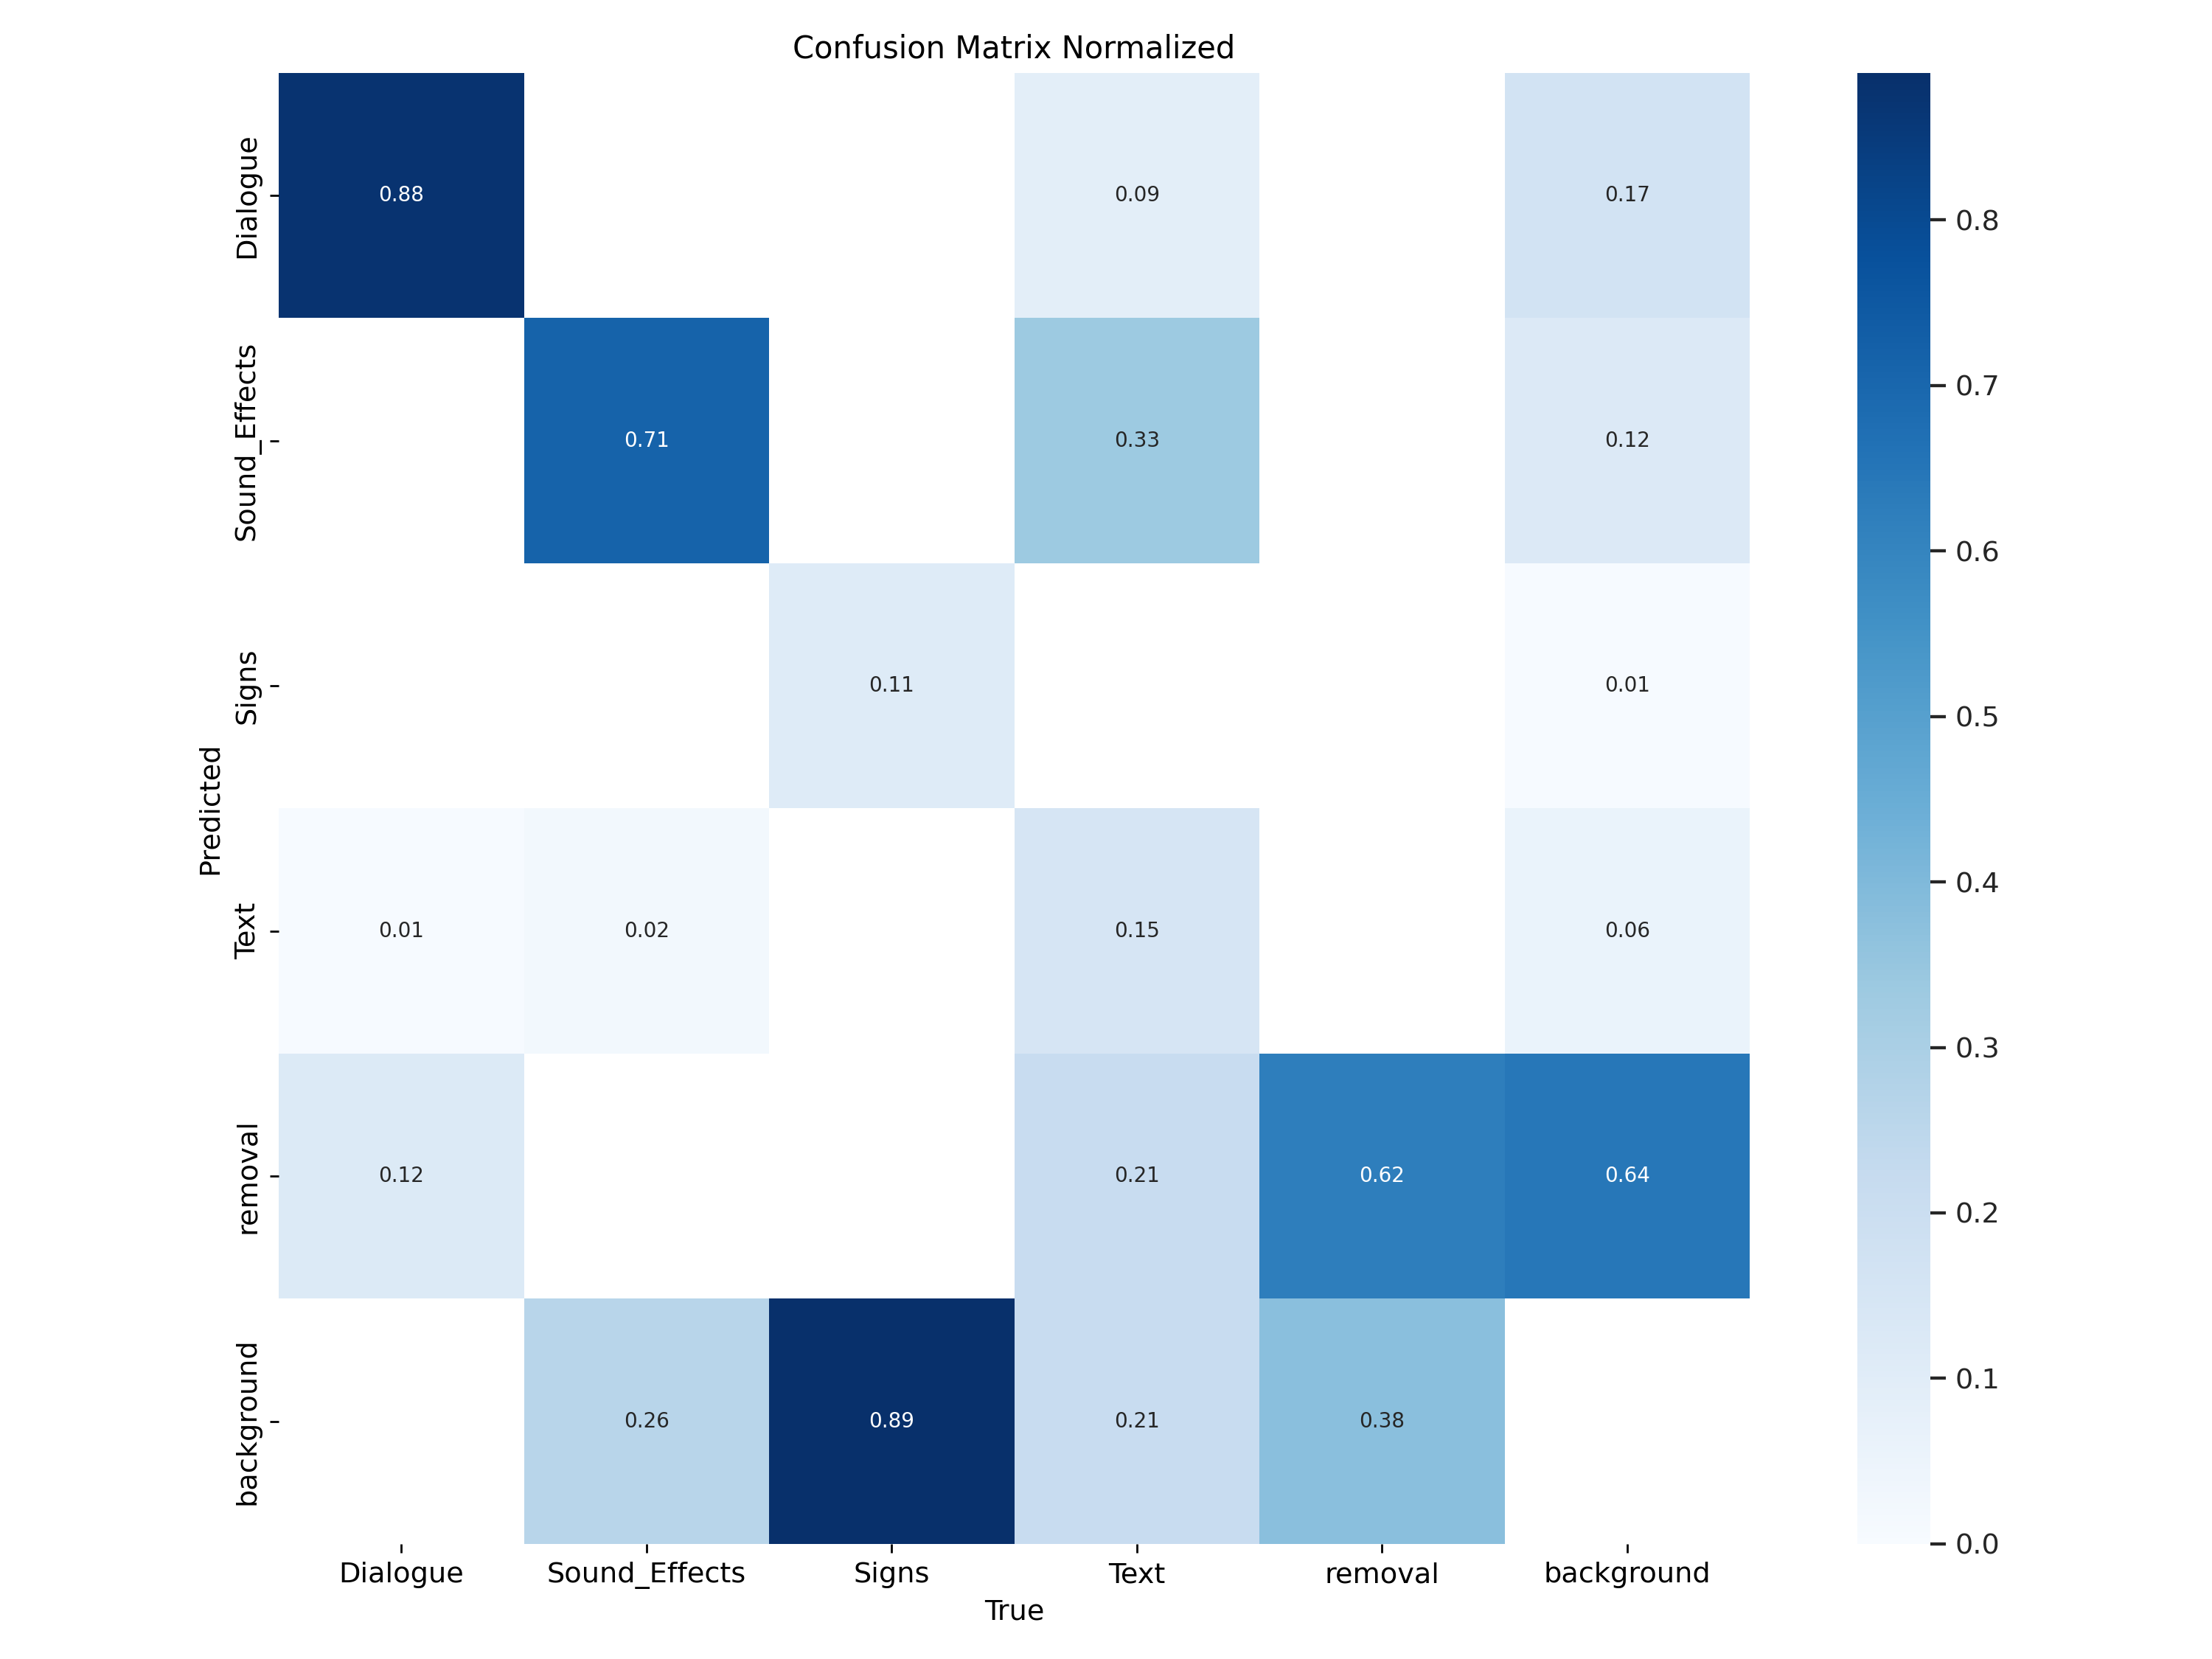 Confusion Matrix Normalized
Dialogue 0.88 0.09 0.17
Sound_Effects 0.71 0.33 0.12
Signs 0.11 0.01
Text 0.01 0.02 0.15 0.06
removal 0.12 0.21 0.62 0.64
background 0.26 0.89 0.21 0.38
Predicted
Dialogue Sound_Effects Signs Text removal background
True
0.8
0.7
0.6
0.5
0.4
0.3
0.2
0.1
0.0